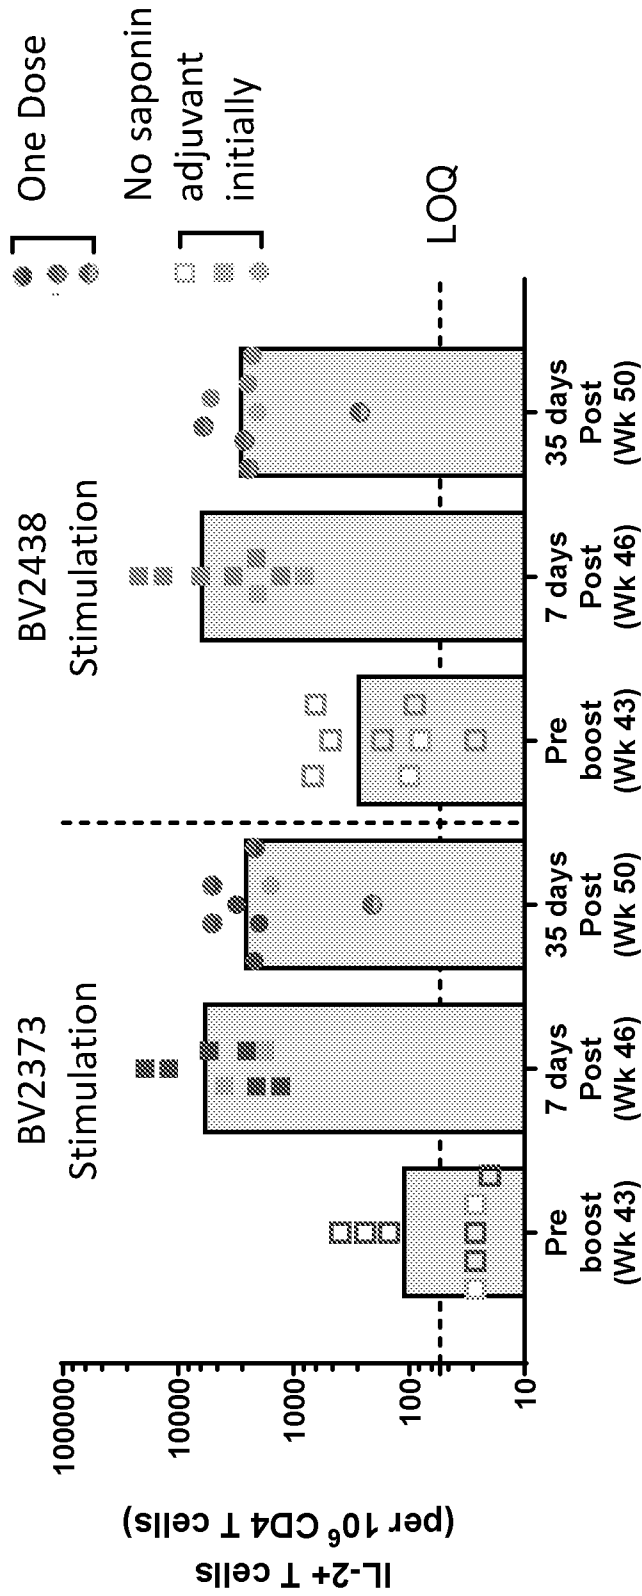 BV2373
Stimulation
BV2438
Stimulation
One Dose
No saponin
adjuvant
initially
LOQ
IL-2+ T cells
(per 10⁶ CD4 T cells)
100000
10000
1000
100
10
Pre
boost
(Wk 43)
7 days
Post
(Wk 46)
35 days
Post
(Wk 50)
Pre
boost
(Wk 43)
7 days
Post
(Wk 46)
35 days
Post
(Wk 50)